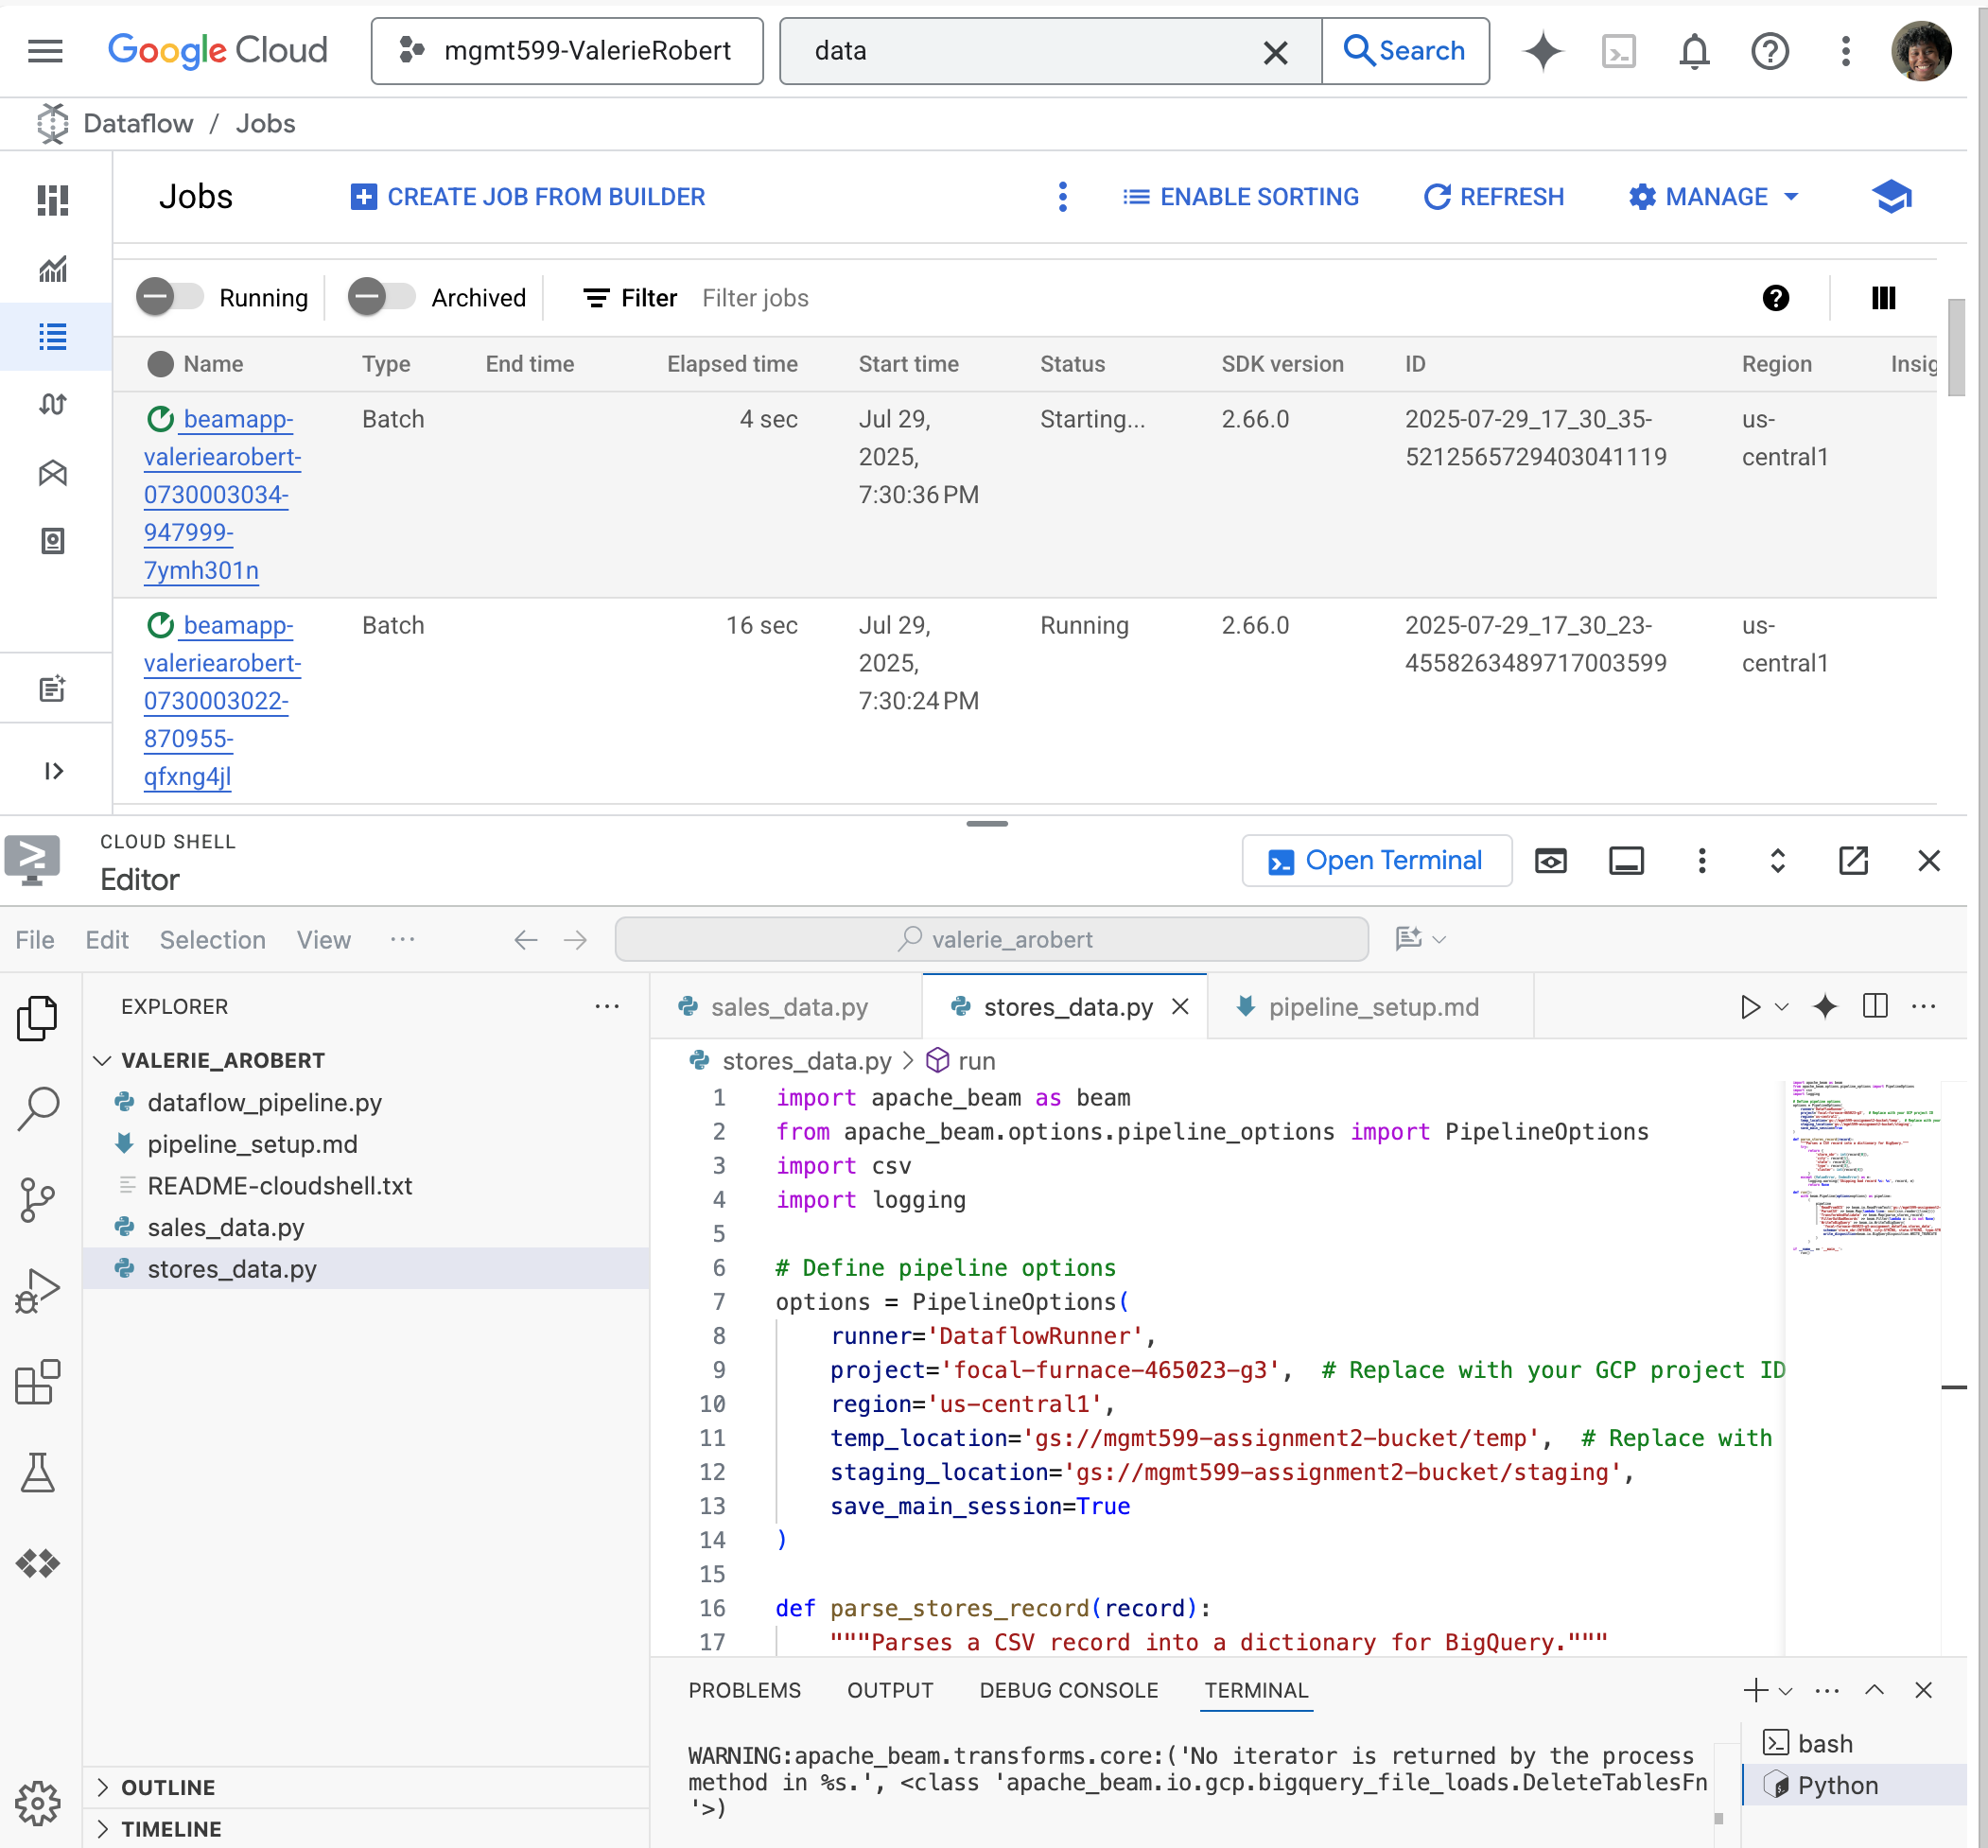 Google Cloud
mgmt599-ValerieRobert
data
Search
Dataflow / Jobs
Jobs
CREATE JOB FROM BUILDER
ENABLE SORTING
REFRESH
MANAGE
Running
Archived
Filter
Filter jobs
Name Type End time Elapsed time Start time Status SDK version ID Region Insig
beamapp-valeriearobert-0730003034-947999-7ymh301n
Batch
4 sec
Jul 29, 2025, 7:30:36 PM
Starting...
2.66.0
2025-07-29_17_30_35-5212565729403041119
us-central1
beamapp-valeriearobert-0730003022-870955-qfxng4jl
Batch
16 sec
Jul 29, 2025, 7:30:24 PM
Running
2.66.0
2025-07-29_17_30_23-4558263489717003599
us-central1
CLOUD SHELL
Editor
Open Terminal
File Edit Selection View ...
valerie_arobert
EXPLORER
VALERIE_AROBERT
dataflow_pipeline.py
pipeline_setup.md
README-cloudshell.txt
sales_data.py
stores_data.py
OUTLINE
TIMELINE
sales_data.py
stores_data.py
pipeline_setup.md
stores_data.py > run
1 import apache_beam as beam
2 from apache_beam.options.pipeline_options import PipelineOptions
3 import csv
4 import logging
5
6 # Define pipeline options
7 options = PipelineOptions(
8 runner='DataflowRunner',
9 project='focal-furnace-465023-g3', # Replace with your GCP project ID
10 region='us-central1',
11 temp_location='gs://mgmt599-assignment2-bucket/temp', # Replace with
12 staging_location='gs://mgmt599-assignment2-bucket/staging',
13 save_main_session=True
14 )
15
16 def parse_stores_record(record):
17 """Parses a CSV record into a dictionary for BigQuery."""
PROBLEMS
OUTPUT
DEBUG CONSOLE
TERMINAL
WARNING:apache_beam.transforms.core:('No iterator is returned by the process
method in %s.', <class 'apache_beam.io.gcp.bigquery_file_loads.DeleteTablesFn
'>)
bash
Python